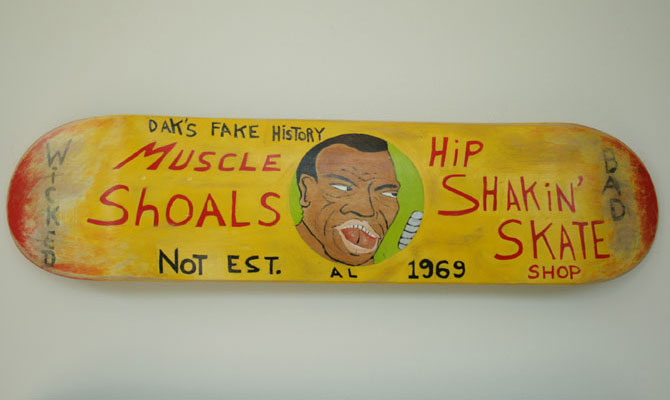 DAK'S FAKE HiSTORY
MUSCLE
ShOALS
HiP
SHAKiN'
SKATE
SHOP
NOT EST.
AL
1969
WICKED
BAD